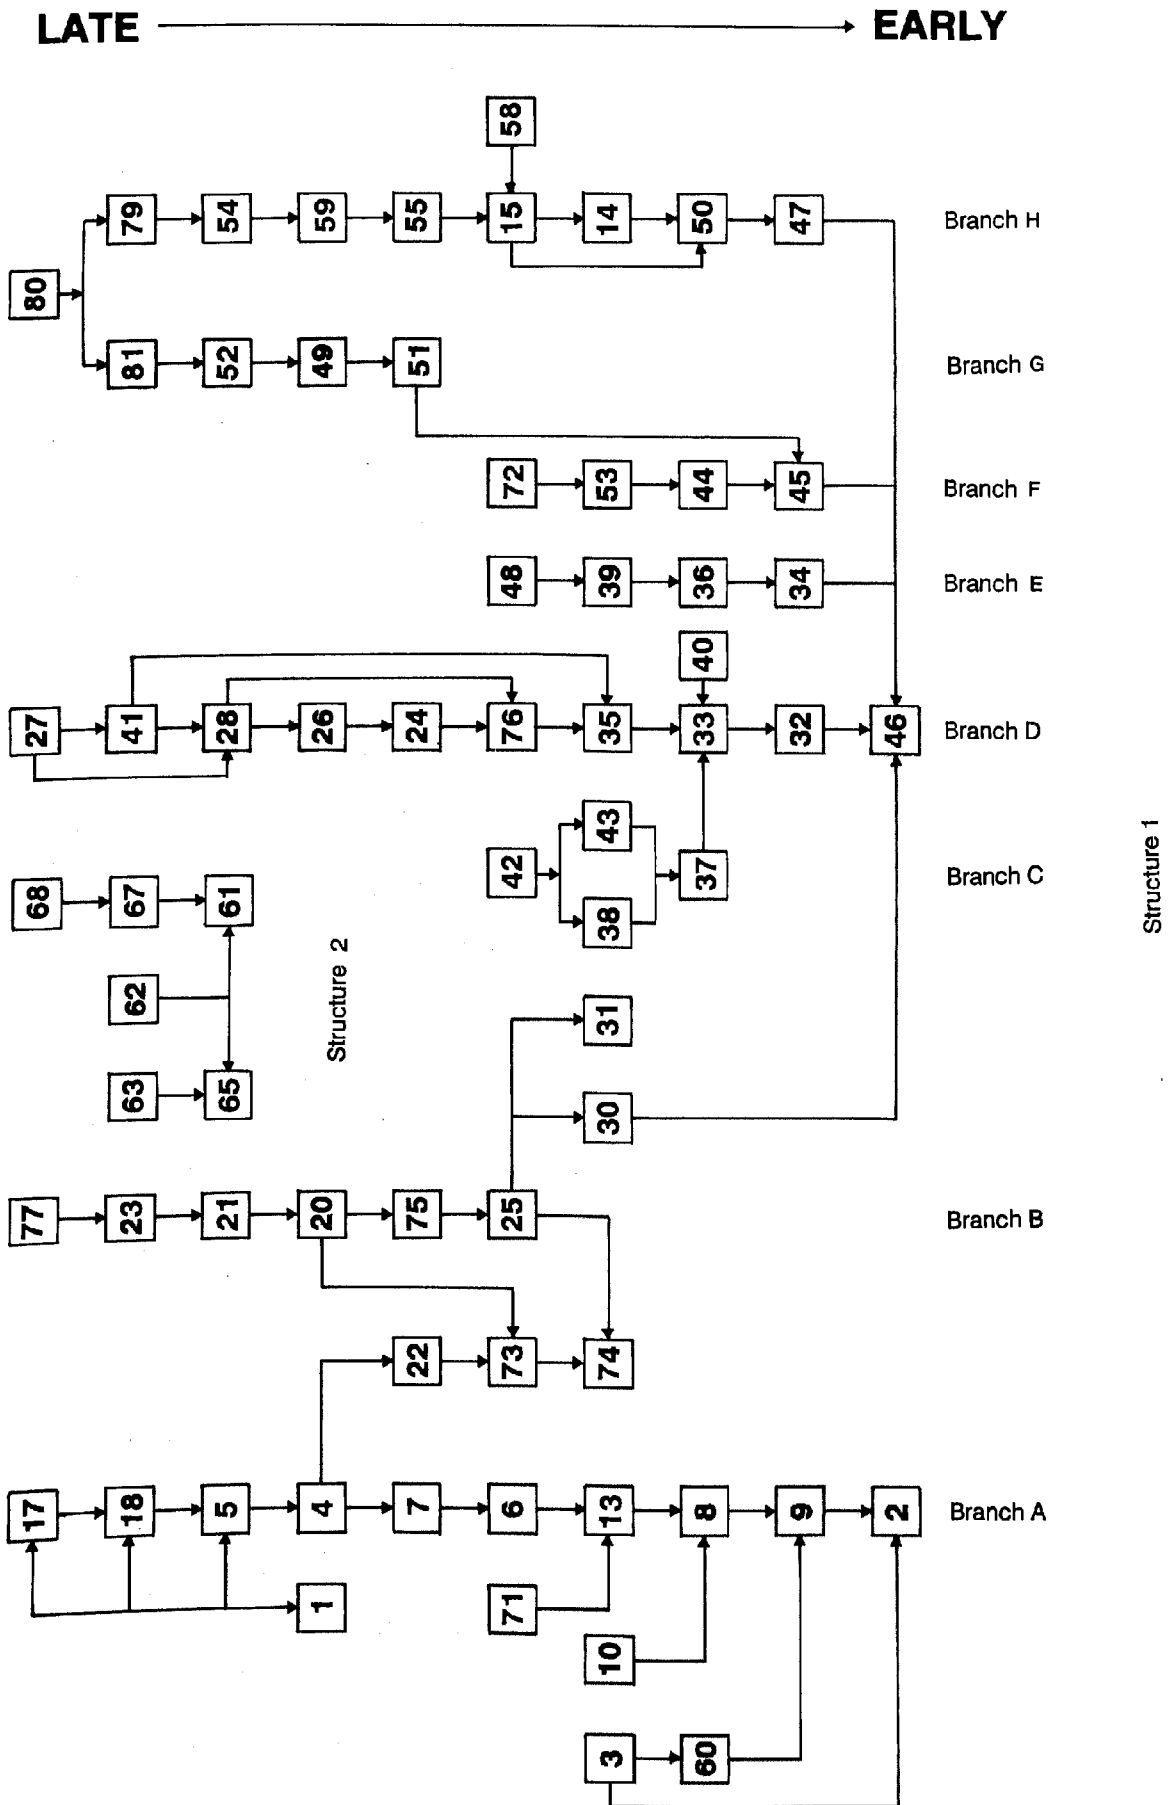 LATE EARLY
58
79 54 59 55 15 14 50 47
Branch H
80
81 52 49 51
Branch G
72 53 44 45
Branch F
48 39 36 34
Branch E
40
27 41 28 26 24 76 35 33 32 46
Branch D
43
42 37
Branch C
38
68 67 61
62
63 65
Structure 2
Structure 1
31
30
77 23 21 20 75 25
Branch B
22 73 74
17 18 5 4 7 6 13 8 9 2
Branch A
1
71
10
3 60